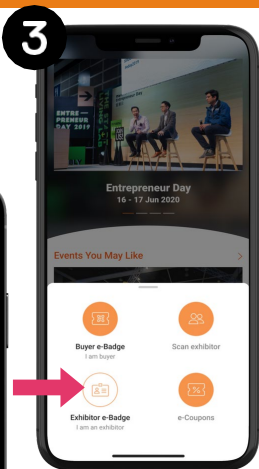 3
ENTRE—
PRENEUR
DAY 2019
Entrepreneur Day
16 - 17 Jun 2020
Events You May Like
Buyer e-Badge
I am buyer
Scan exhibitor
Exhibitor e-Badge
I am an exhibitor
e-Coupons